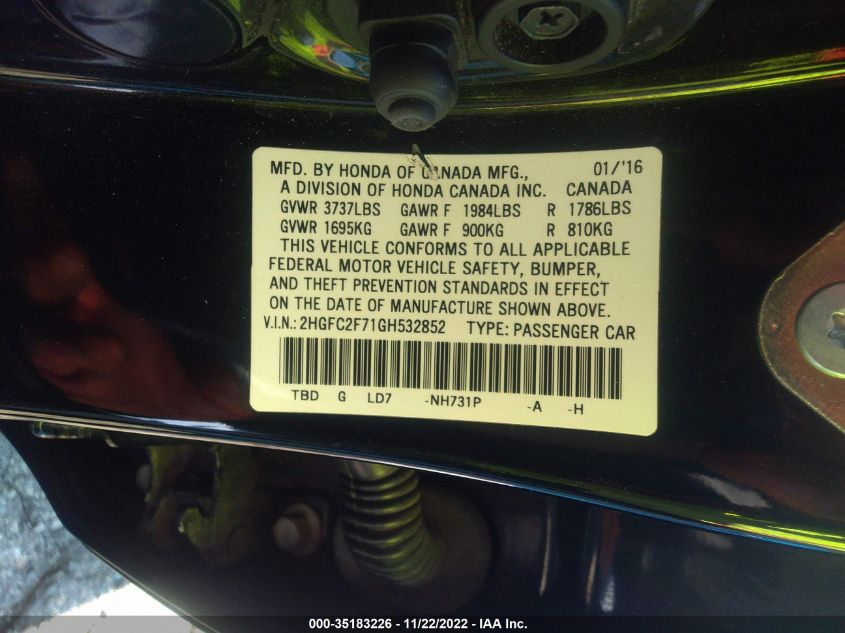 MFD. BY HONDA OF CANADA MFG., 01/'16
A DIVISION OF HONDA CANADA INC. CANADA
GVWR 3737LBS GAWR F 1984LBS R 1786LBS
GVWR 1695KG GAWR F 900KG R 810KG
THIS VEHICLE CONFORMS TO ALL APPLICABLE
FEDERAL MOTOR VEHICLE SAFETY, BUMPER,
AND THEFT PREVENTION STANDARDS IN EFFECT
ON THE DATE OF MANUFACTURE SHOWN ABOVE.
V.I.N.: 2HGFC2F71GH532852 TYPE: PASSENGER CAR
TBD G LD7 -NH731P -A -H
000-35183226 - 11/22/2022 - IAA Inc.